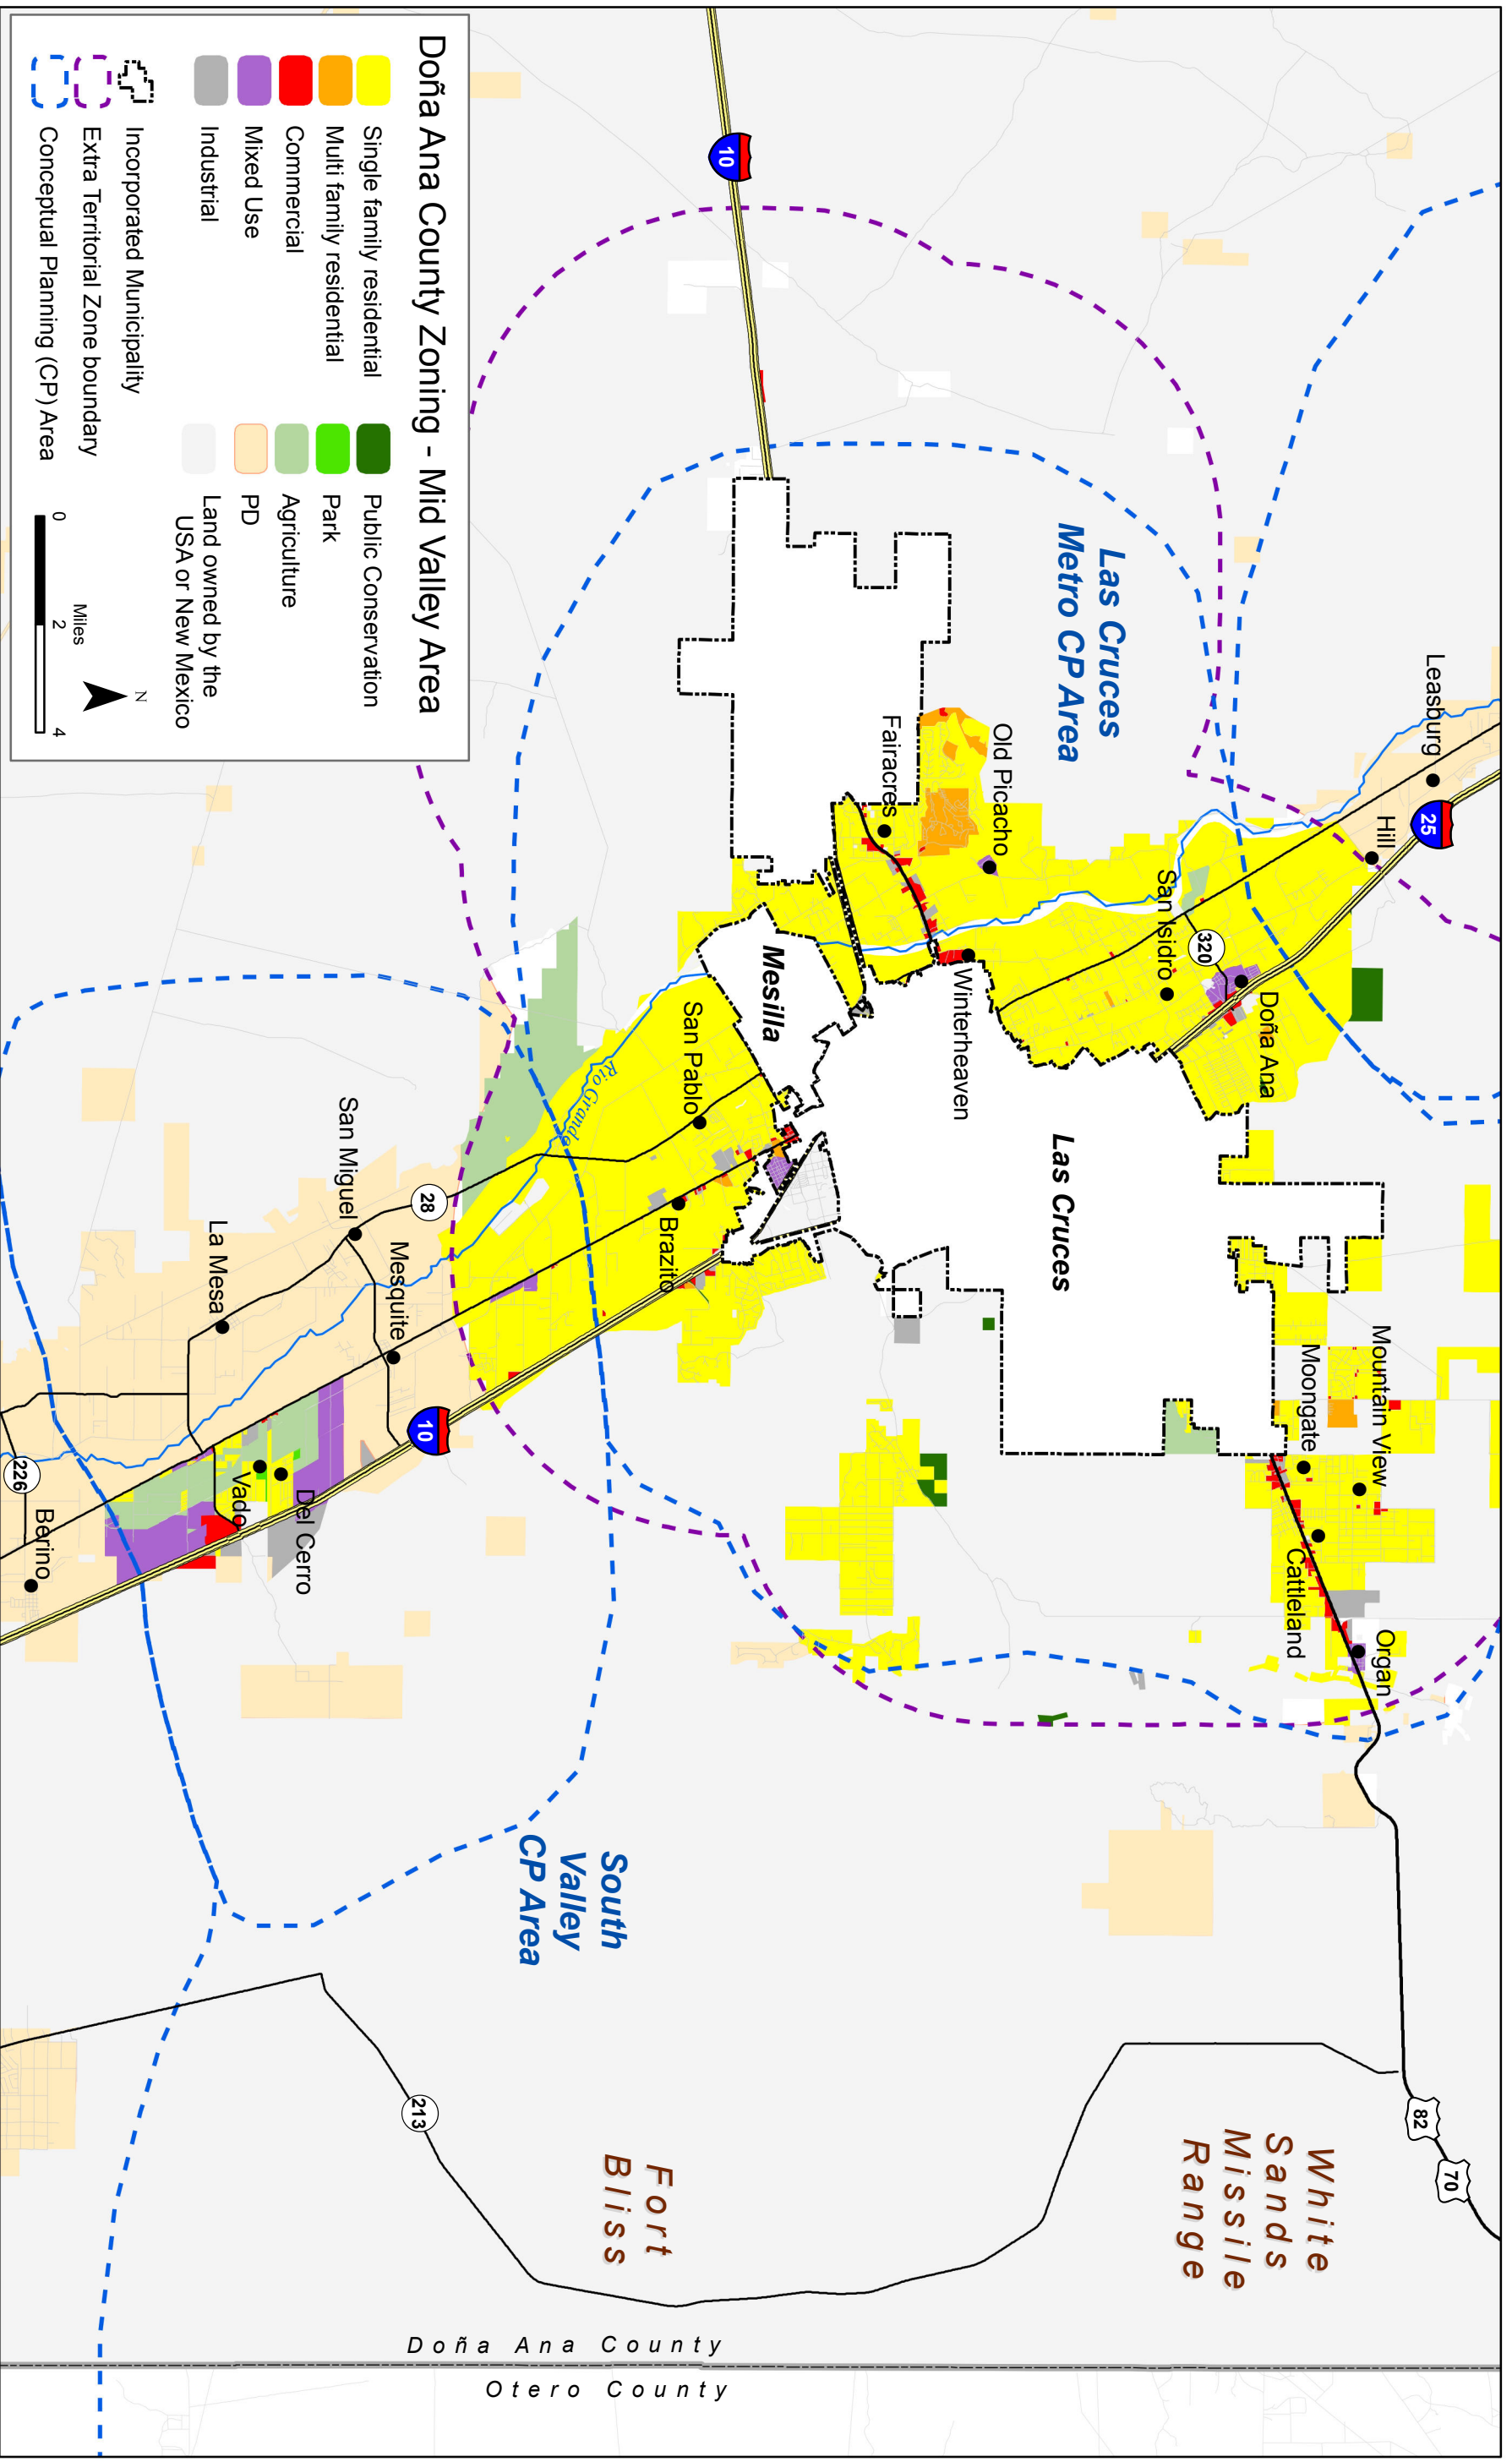 Doña Ana County Zoning - Mid Valley Area
Single family residential
Multi family residential
Commercial
Mixed Use
Industrial
Public Conservation
Park
Agriculture
PD
Land owned by the
USA or New Mexico
Incorporated Municipality
Extra Territorial Zone boundary
Conceptual Planning (CP) Area
0
2
4
Miles
N
10
Las Cruces
Metro CP Area
Leasburg
25
Hill
Old Picacho
Fairacres
San Isidro
320
Doña Ana
Winterheaven
Mesilla
Las Cruces
San Pablo
Rio Grande
Brazito
Mountain View
Moongate
Cattleland
Organ
San Miguel
28
La Mesa
Mesquite
10
Vado
Del Cerro
226
Berino
South
Valley
CP Area
82
70
White
Sands
Missile
Range
213
Fort
Bliss
Doña Ana County
Otero County